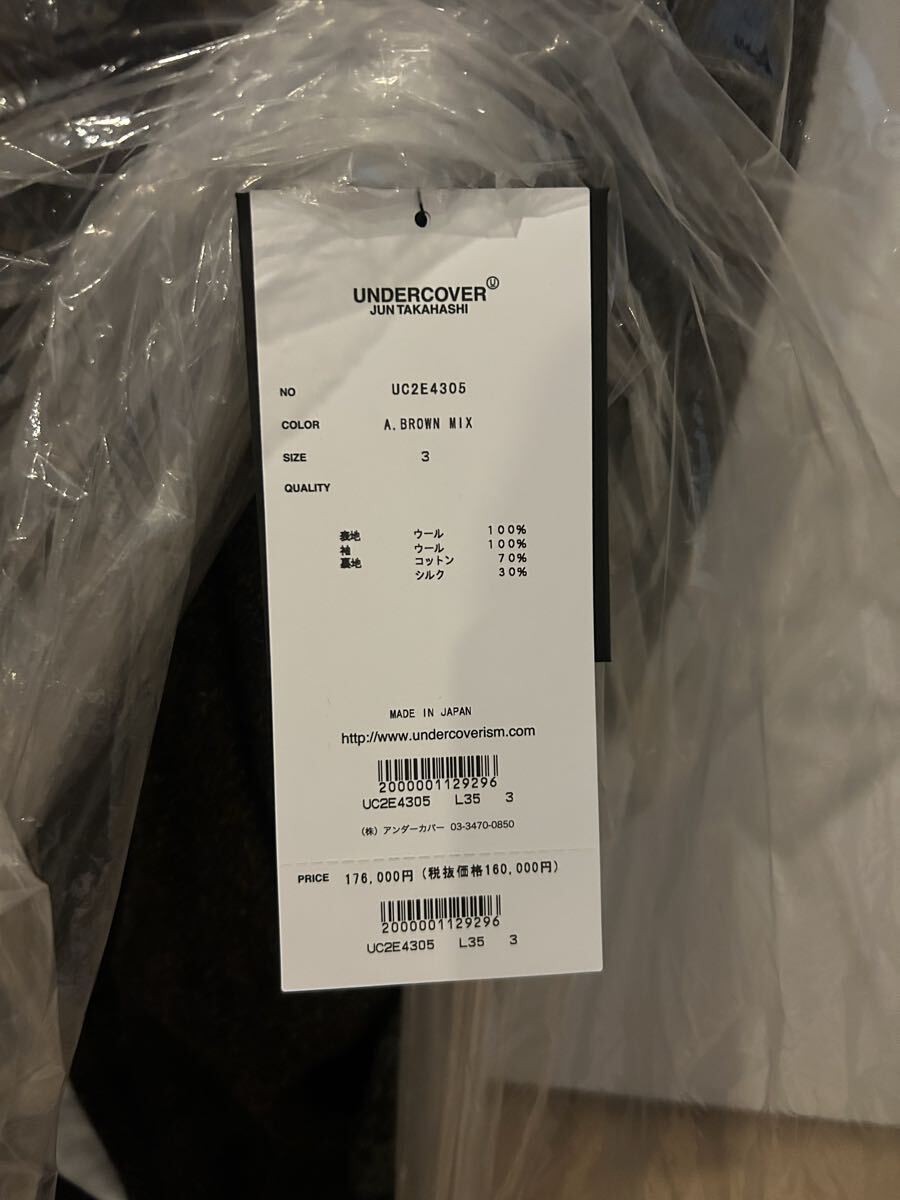 UNDERCOVER Ⓤ
JUN TAKAHASHI
NO UC2E4305
COLOR A.BROWN MIX
SIZE 3
QUALITY
表地 ウール 100%
袖 ウール 100%
裏地 コットン 70%
シルク 30%
MADE IN JAPAN
http://www.undercoverism.com
2000001129296
UC2E4305 L35 3
(株) アンダーカバー 03-3470-0850
PRICE 176,000円 (税抜価格160,000円)
2000001129296
UC2E4305 L35 3